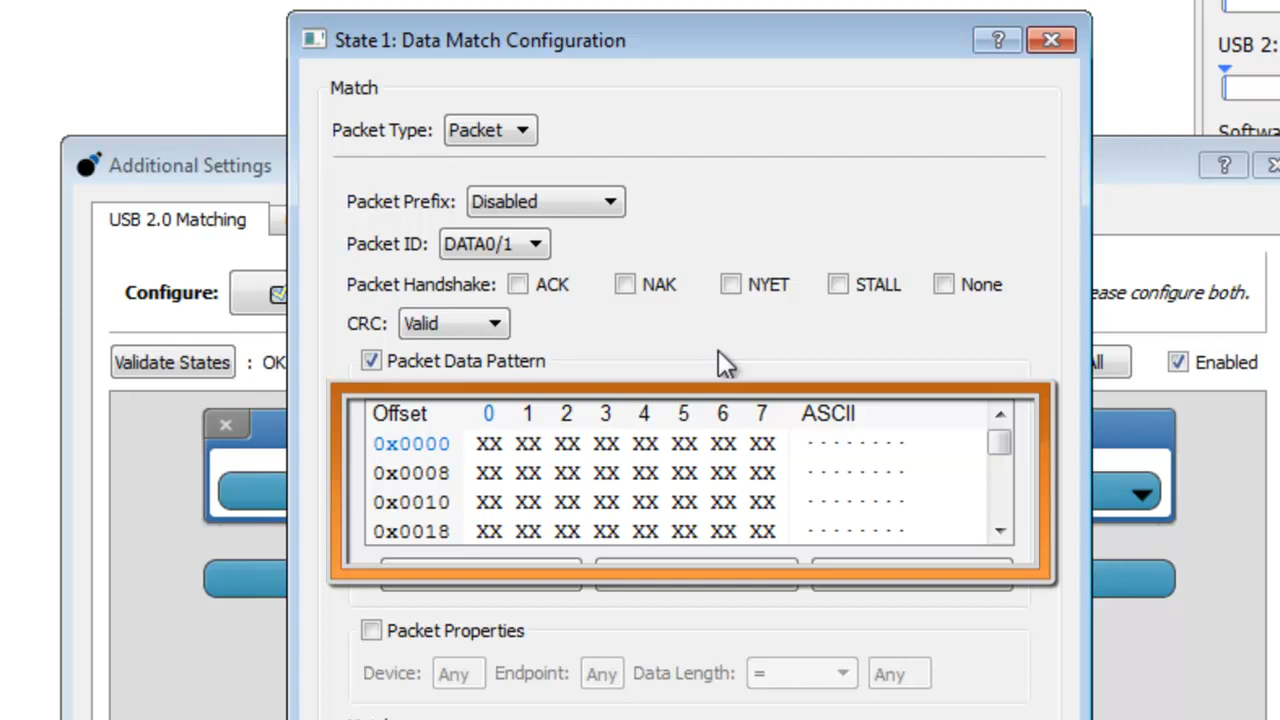 State 1: Data Match Configuration
?
USB 2:
Match
Softwa
Packet Type: Packet
Additional Settings
?
Packet Prefix: Disabled
USB 2.0 Matching
Packet ID: DATA0/1
Configure:
Packet Handshake: ACK NAK NYET STALL None
ease configure both.
CRC: Valid
Validate States : OK
Packet Data Pattern
All
Enabled
Offset 0 1 2 3 4 5 6 7 ASCII
0x0000 XX XX XX XX XX XX XX XX ........
0x0008 XX XX XX XX XX XX XX XX ........
0x0010 XX XX XX XX XX XX XX XX ........
0x0018 XX XX XX XX XX XX XX XX ........
Packet Properties
Device: Any Endpoint: Any Data Length: = Any